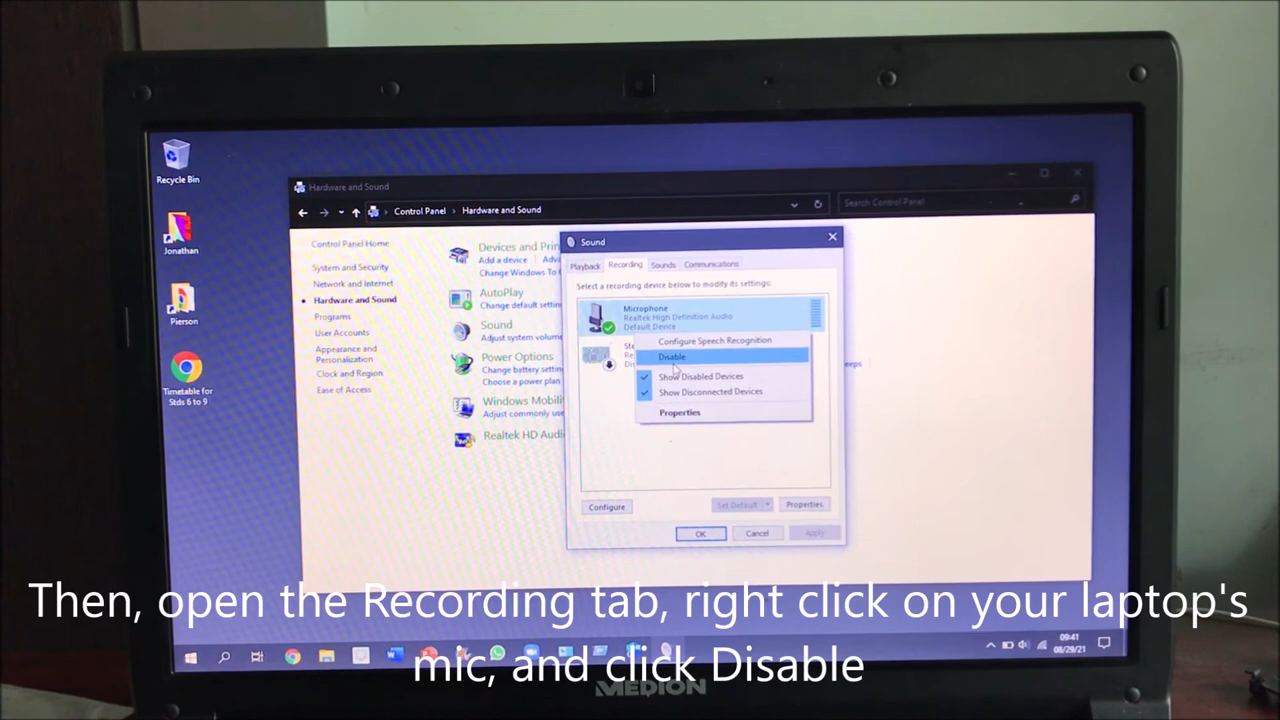 Recycle Bin
Jonathan
Pierson
Timetable for
Stds 6 to 9
Hardware and Sound
Control Panel > Hardware and Sound
Search Control Panel
Control Panel Home
System and Security
Network and Internet
Hardware and Sound
Programs
User Accounts
Appearance and
Personalization
Clock and Region
Ease of Access
Devices and Prin
Add a device
Adva
Change Windows To
AutoPlay
Change default settin
Sound
Adjust system volum
Power Options
Change battery settin
Choose a power plan
Windows Mobili
Adjust commonly use
Realtek HD Audi
eeps
Sound
Playback
Recording
Sounds
Communications
Select a recording device below to modify its settings:
Microphone
Realtek High Definition Audio
Default Device
Ste
Re
Dis
Configure Speech Recognition
Disable
Show Disabled Devices
Show Disconnected Devices
Properties
Configure
Set Default
Properties
OK
Cancel
Apply
Then, open the Recording tab, right click on your laptop's
mic, and click Disable
09:41
08/29/21
MEDION